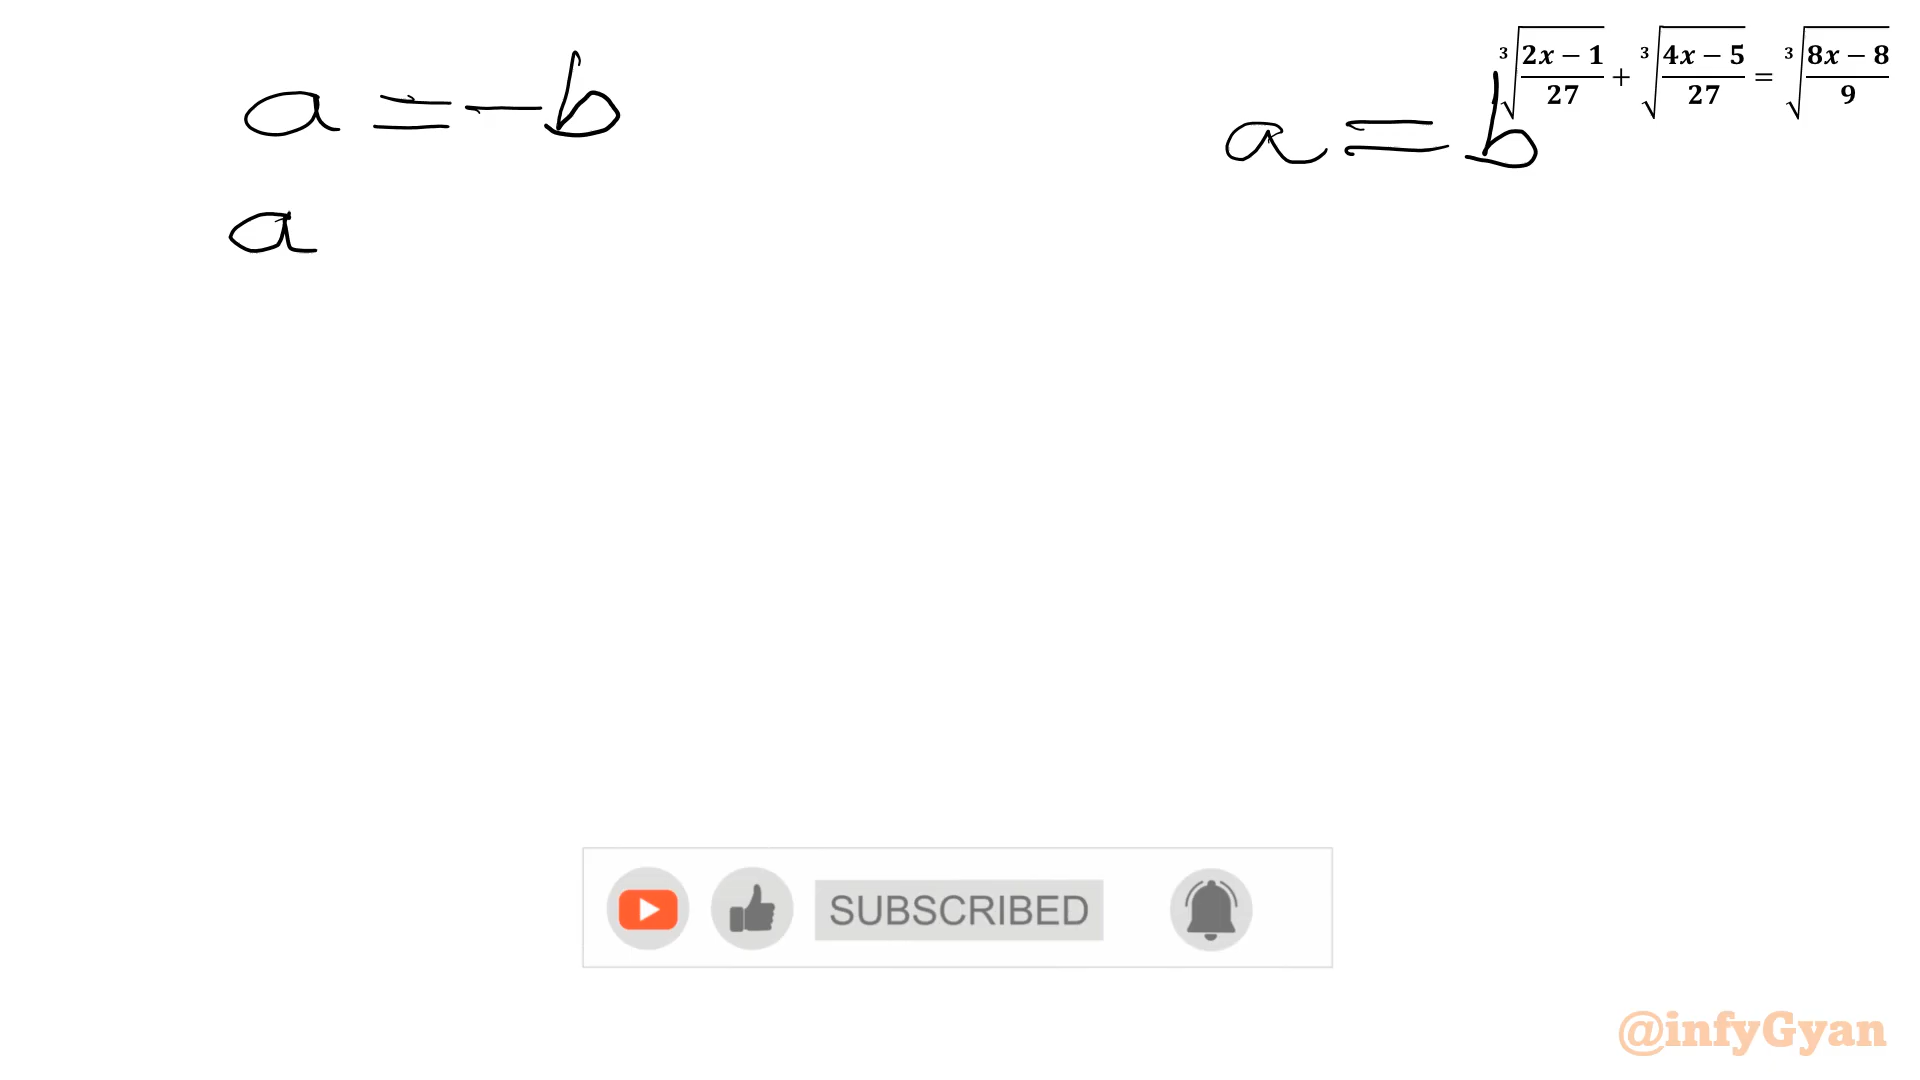 a = -b
∛((2x − 1)/27) + ∛((4x − 5)/27) = ∛((8x − 8)/9)
a = b
a
SUBSCRIBED
@infyGyan